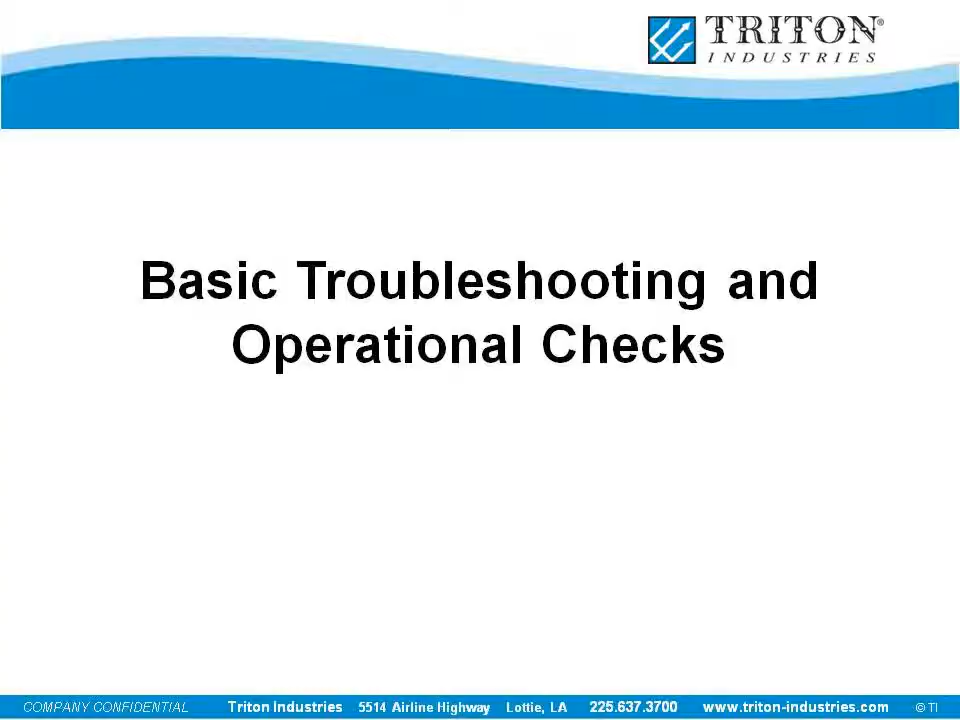 TRITON®
INDUSTRIES
Basic Troubleshooting and
Operational Checks
COMPANY CONFIDENTIAL Triton Industries 5514 Airline Highway Lottie, LA 225.637.3700 www.triton-industries.com © TI